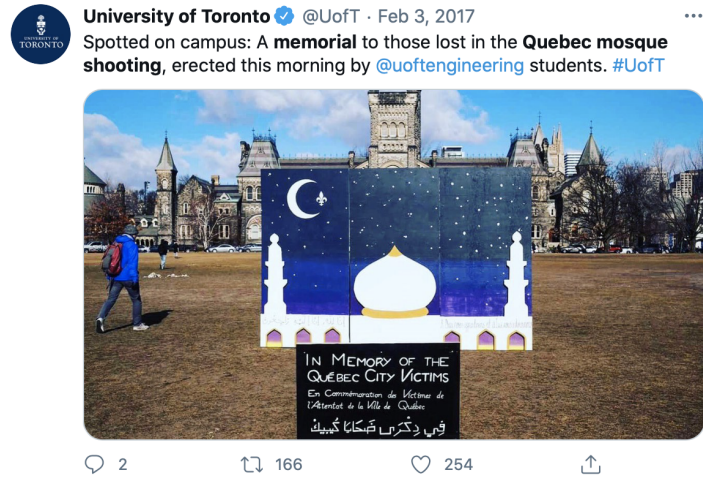 University of Toronto @UofT · Feb 3, 2017
UNIVERSITY OF
TORONTO
Spotted on campus: A memorial to those lost in the Quebec mosque
shooting, erected this morning by @uoftengineering students. #UofT
IN MEMORY OF THE
QUÉBEC CITY VICTIMS
En Commémoration des Victimes de
l'Attentat de la Ville de Québec
في ذكرى ضحايا كيبيك
2 166 254